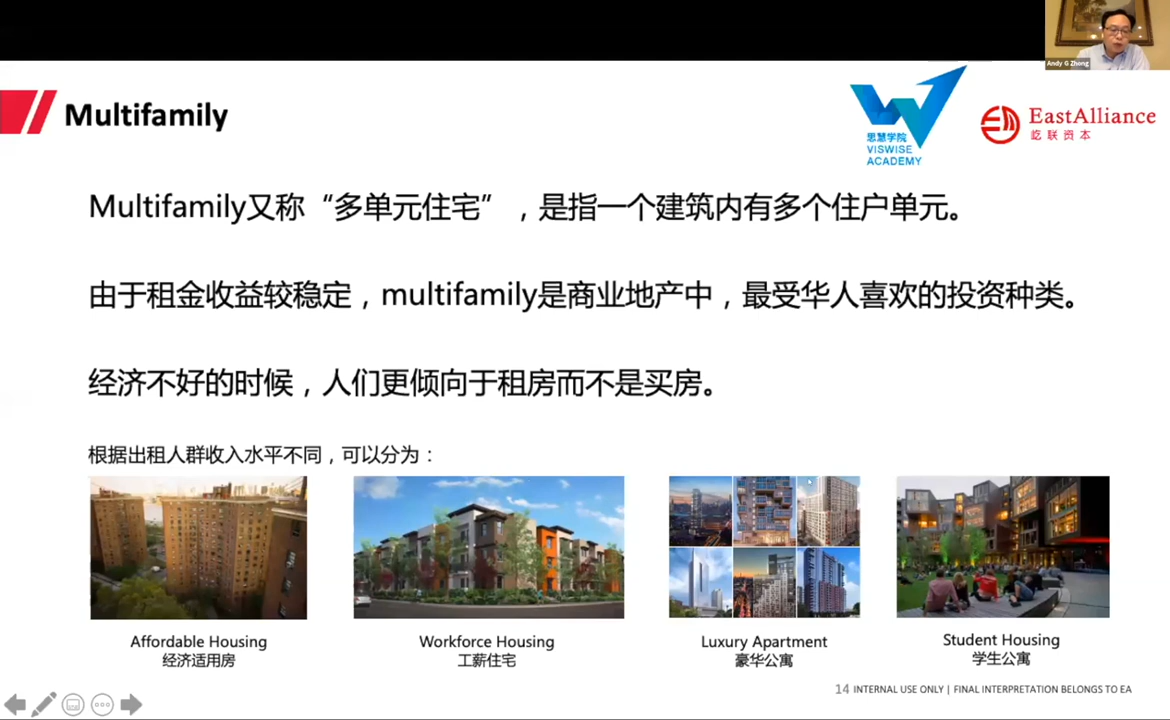 Andy G Zhong
Multifamily
思慧学院
VISWISE
ACADEMY
EastAlliance
屹联资本
Multifamily又称“多单元住宅”，是指一个建筑内有多个住户单元。
由于租金收益较稳定，multifamily是商业地产中，最受华人喜欢的投资种类。
经济不好的时候，人们更倾向于租房而不是买房。
根据出租人群收入水平不同，可以分为：
Affordable Housing
经济适用房
Workforce Housing
工薪住宅
Luxury Apartment
豪华公寓
Student Housing
学生公寓
14 INTERNAL USE ONLY | FINAL INTERPRETATION BELONGS TO EA